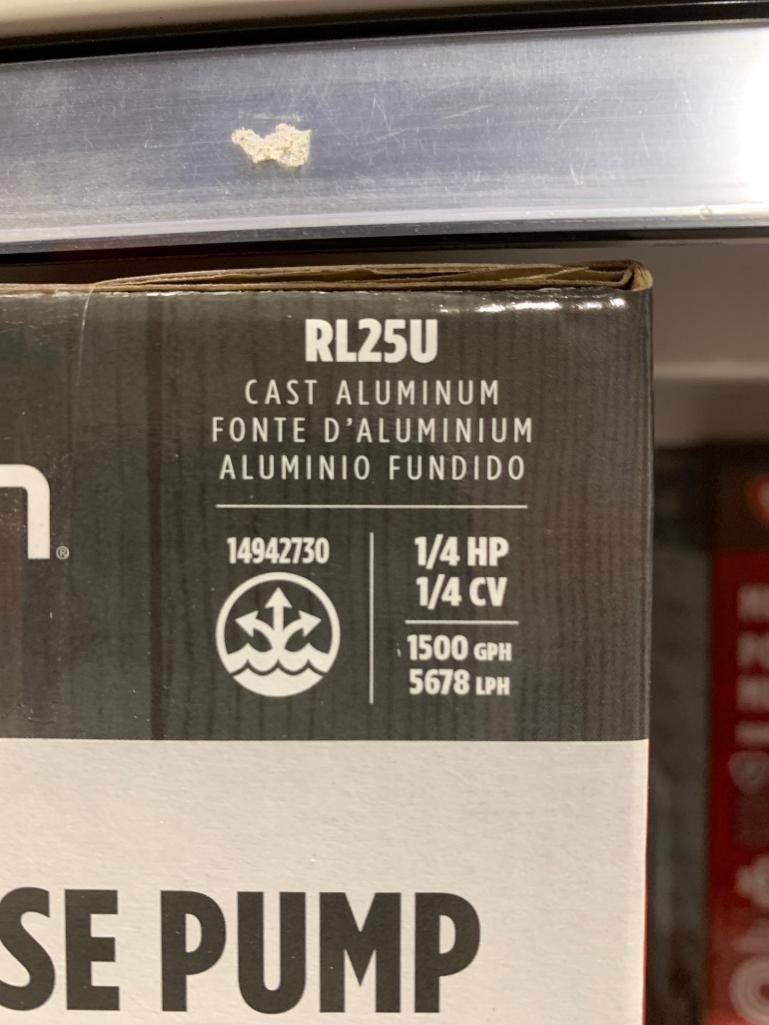 RL25U
CAST ALUMINUM
FONTE D'ALUMINIUM
ALUMINIO FUNDIDO
14942730
1/4 HP
1/4 CV
1500 GPH
5678 LPH
®
SE PUMP